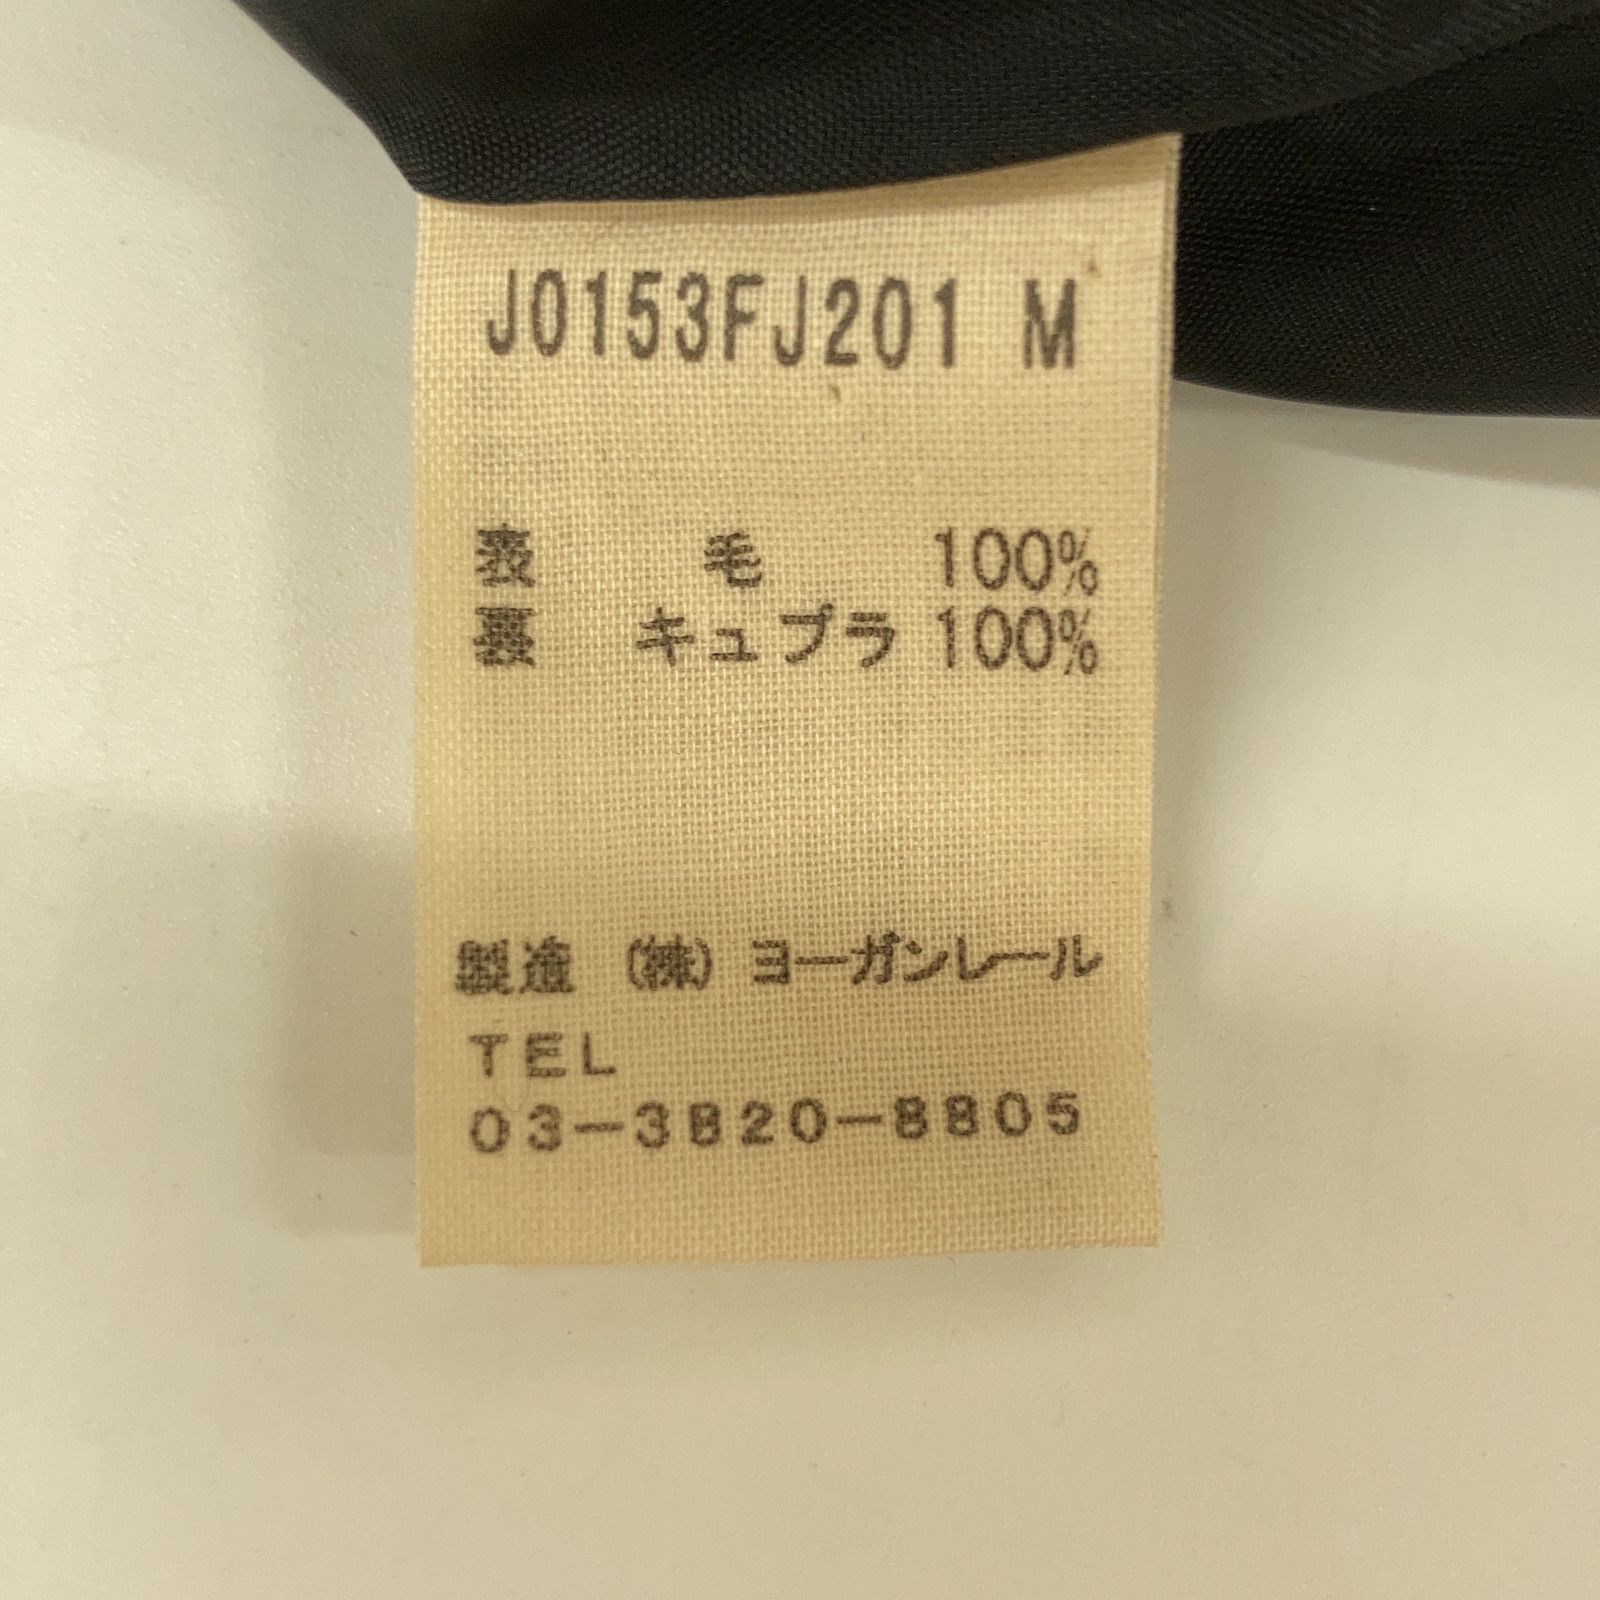 J0153FJ201 M
表 毛 100%
裏 キュプラ 100%
製造 (株) ヨーガンレール
TEL
03-3820-8805